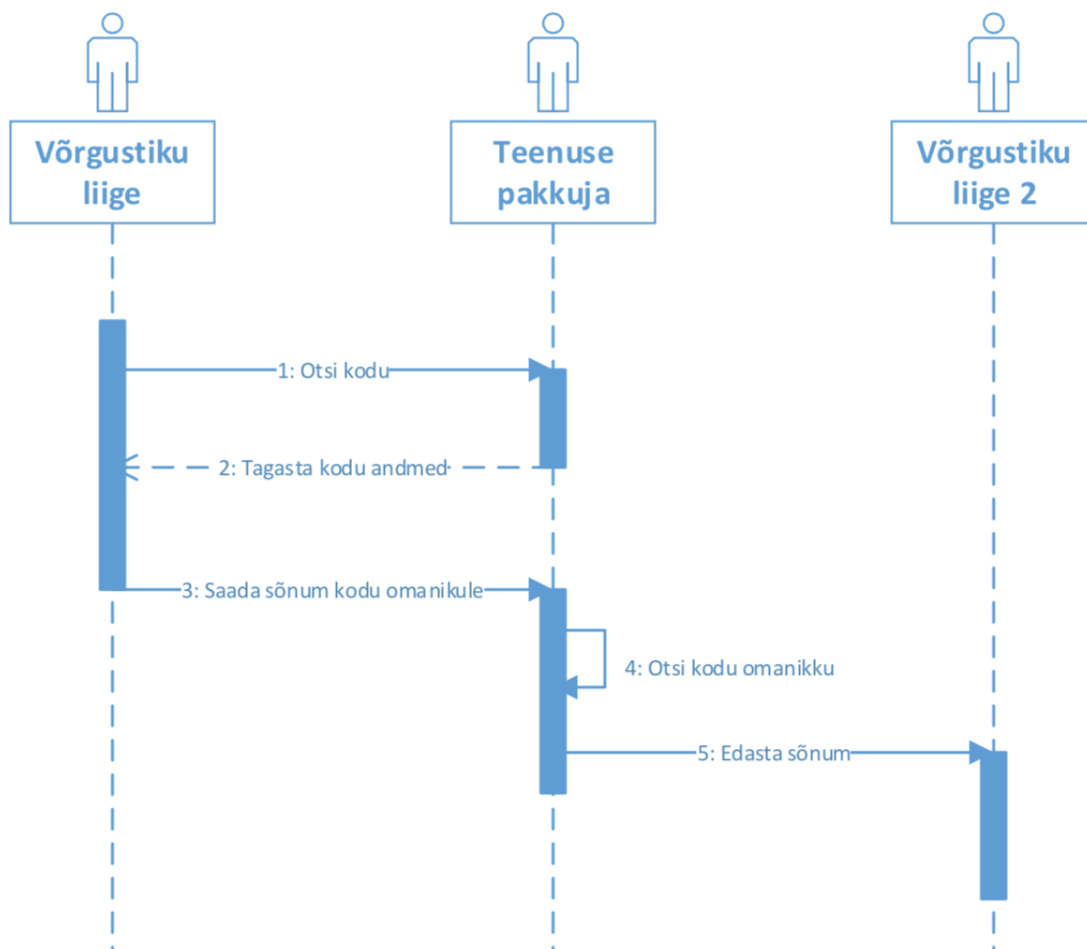 Võrgustiku
liige
Teenuse
pakkuja
Võrgustiku
liige 2
1: Otsi kodu
2: Tagasta kodu andmed
3: Saada sõnum kodu omanikule
4: Otsi kodu omanikku
5: Edasta sõnum